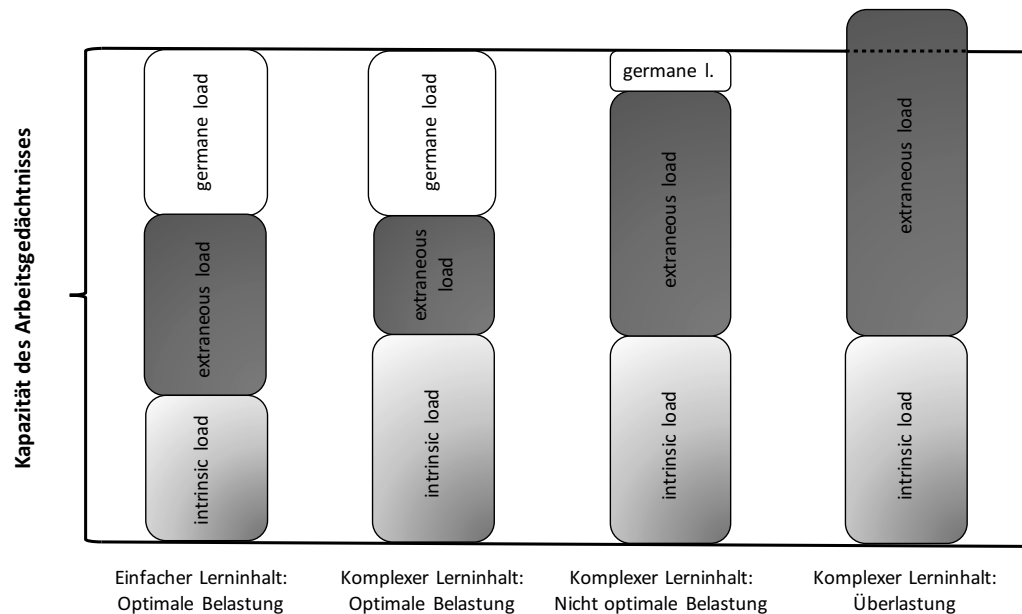 Kapazität des Arbeitsgedächtnisses
germane load
extraneous load
intrinsic load
Einfacher Lerninhalt:
Optimale Belastung
germane load
extraneous
load
intrinsic load
Komplexer Lerninhalt:
Optimale Belastung
germane l.
extraneous load
intrinsic load
Komplexer Lerninhalt:
Nicht optimale Belastung
extraneous load
intrinsic load
Komplexer Lerninhalt:
Überlastung